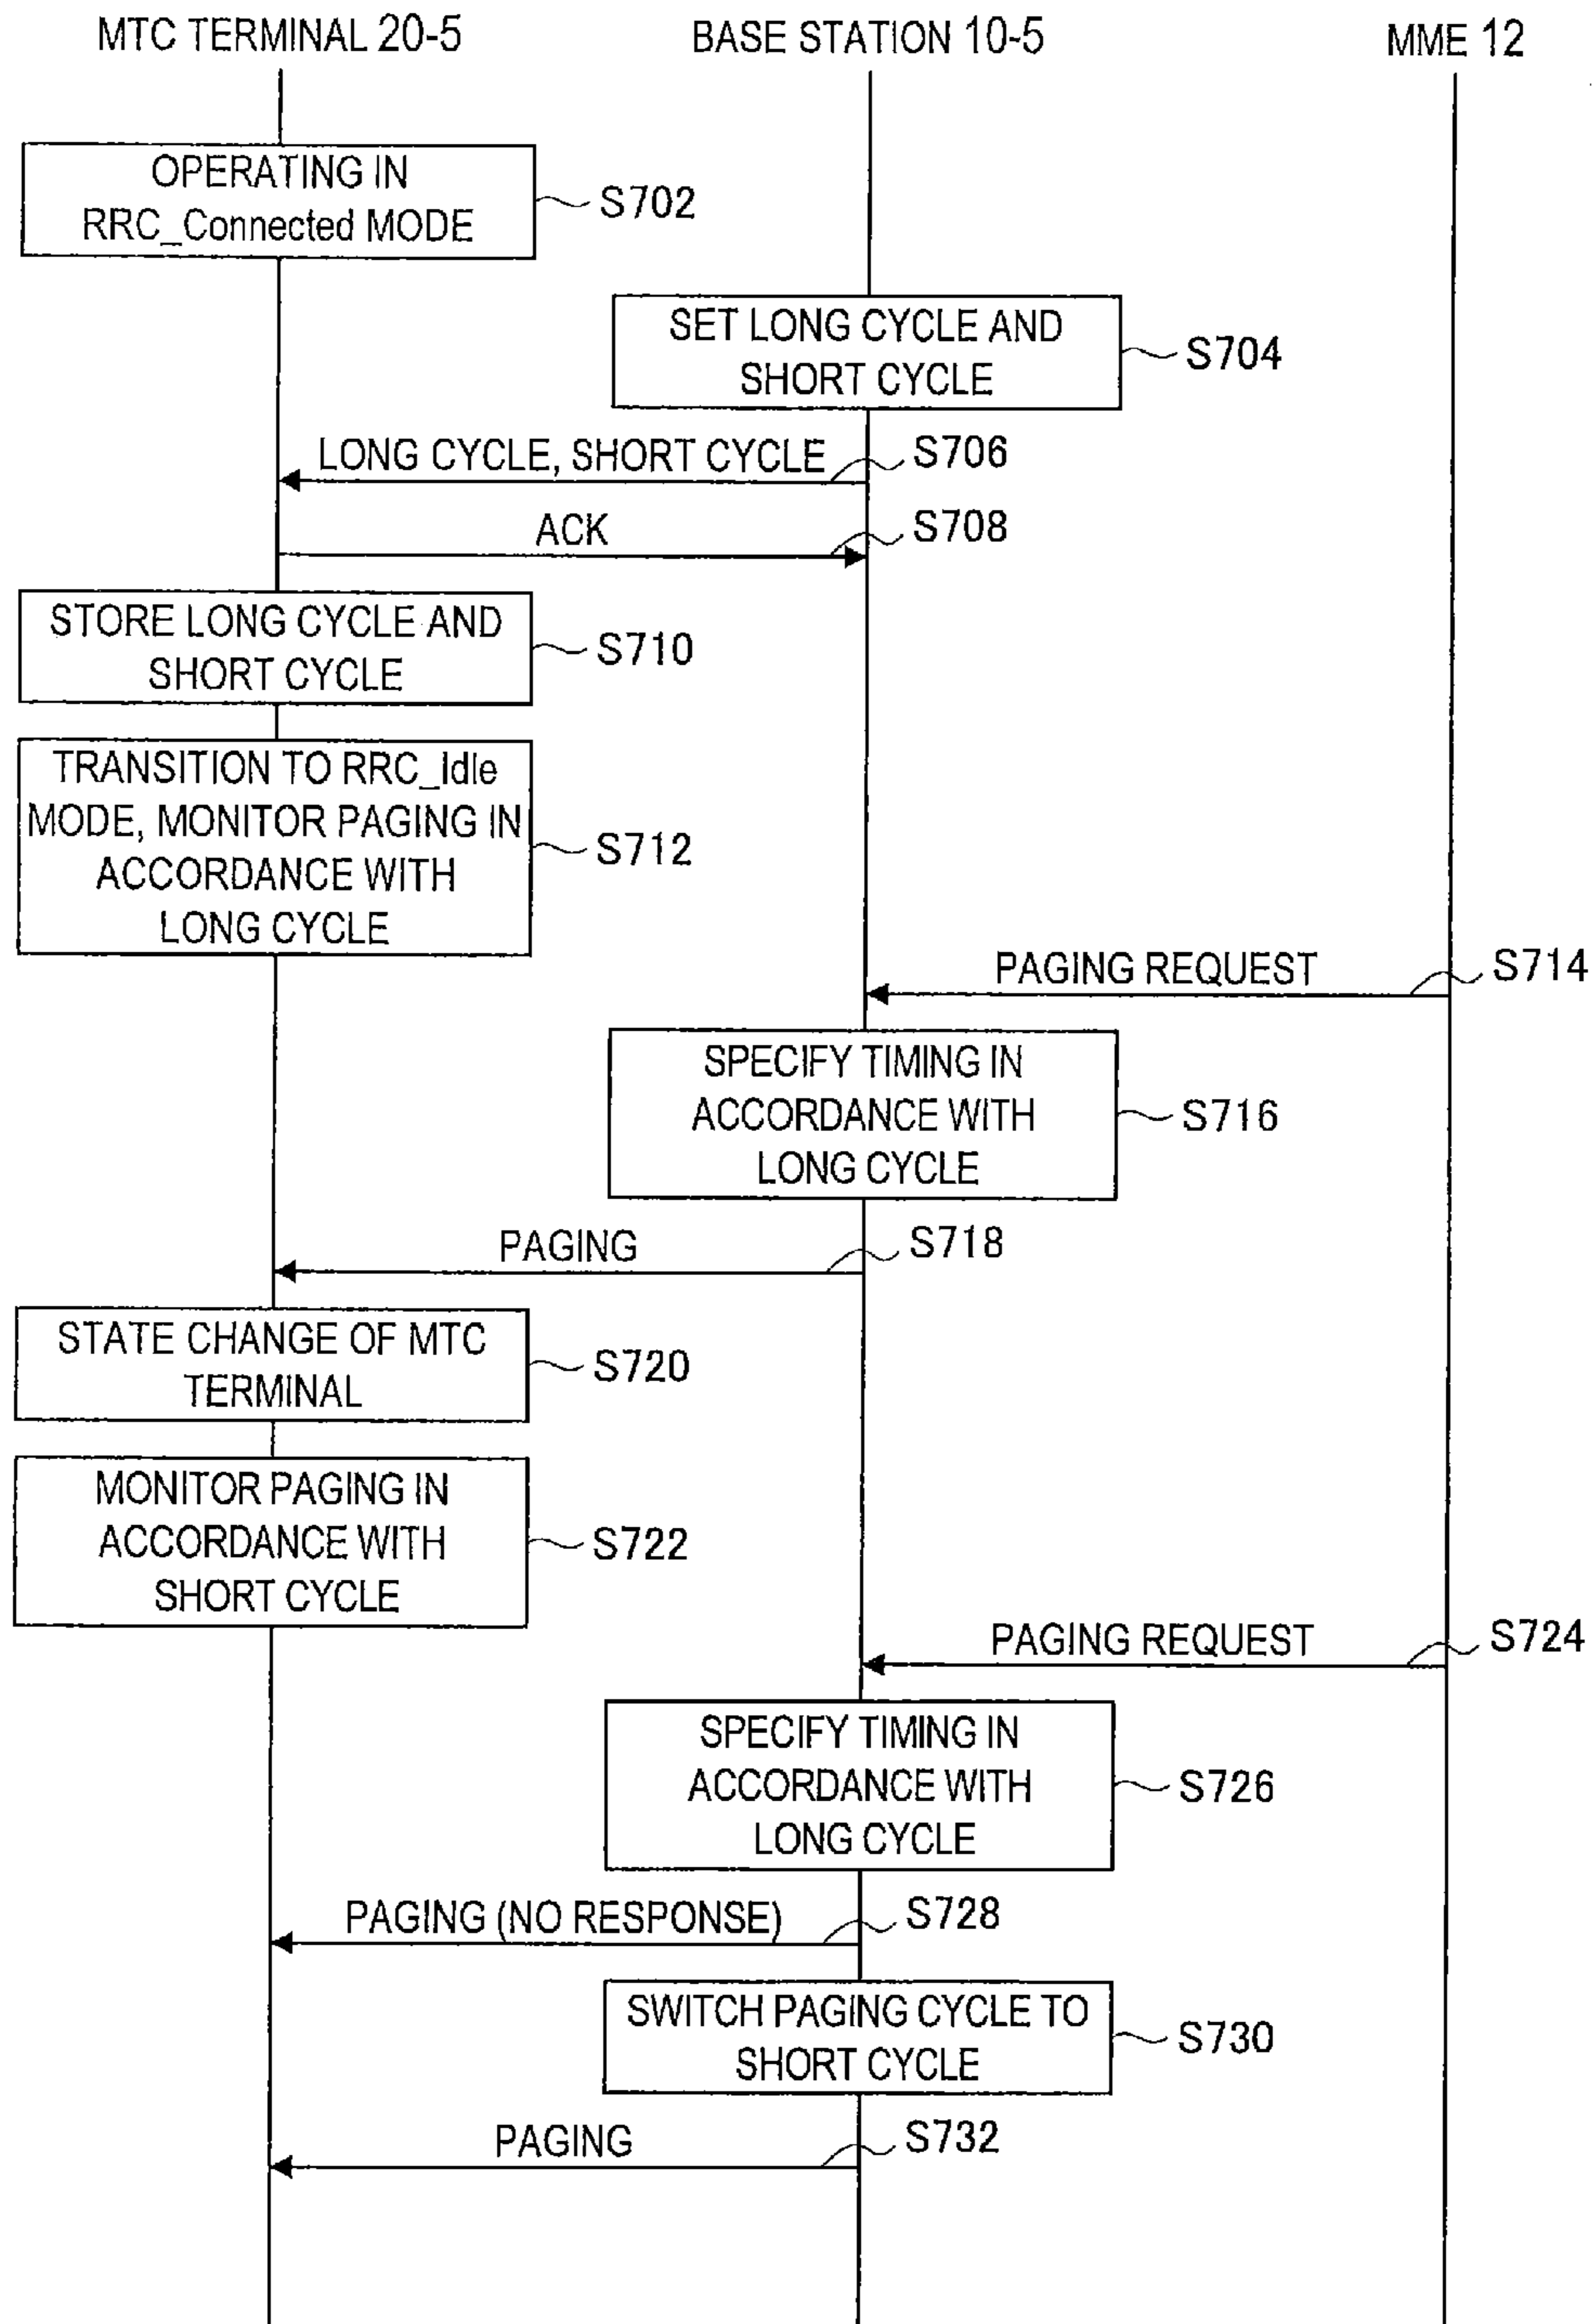 MTC TERMINAL 20-5
BASE STATION 10-5
MME 12
OPERATING IN
RRC_Connected MODE
S702
SET LONG CYCLE AND
SHORT CYCLE
S704
LONG CYCLE, SHORT CYCLE
S706
ACK
S708
STORE LONG CYCLE AND
SHORT CYCLE
S710
TRANSITION TO RRC_Idle
MODE, MONITOR PAGING IN
ACCORDANCE WITH
LONG CYCLE
S712
PAGING REQUEST
S714
SPECIFY TIMING IN
ACCORDANCE WITH
LONG CYCLE
S716
PAGING
S718
STATE CHANGE OF MTC
TERMINAL
S720
MONITOR PAGING IN
ACCORDANCE WITH
SHORT CYCLE
S722
PAGING REQUEST
S724
SPECIFY TIMING IN
ACCORDANCE WITH
LONG CYCLE
S726
PAGING (NO RESPONSE)
S728
SWITCH PAGING CYCLE TO
SHORT CYCLE
S730
PAGING
S732